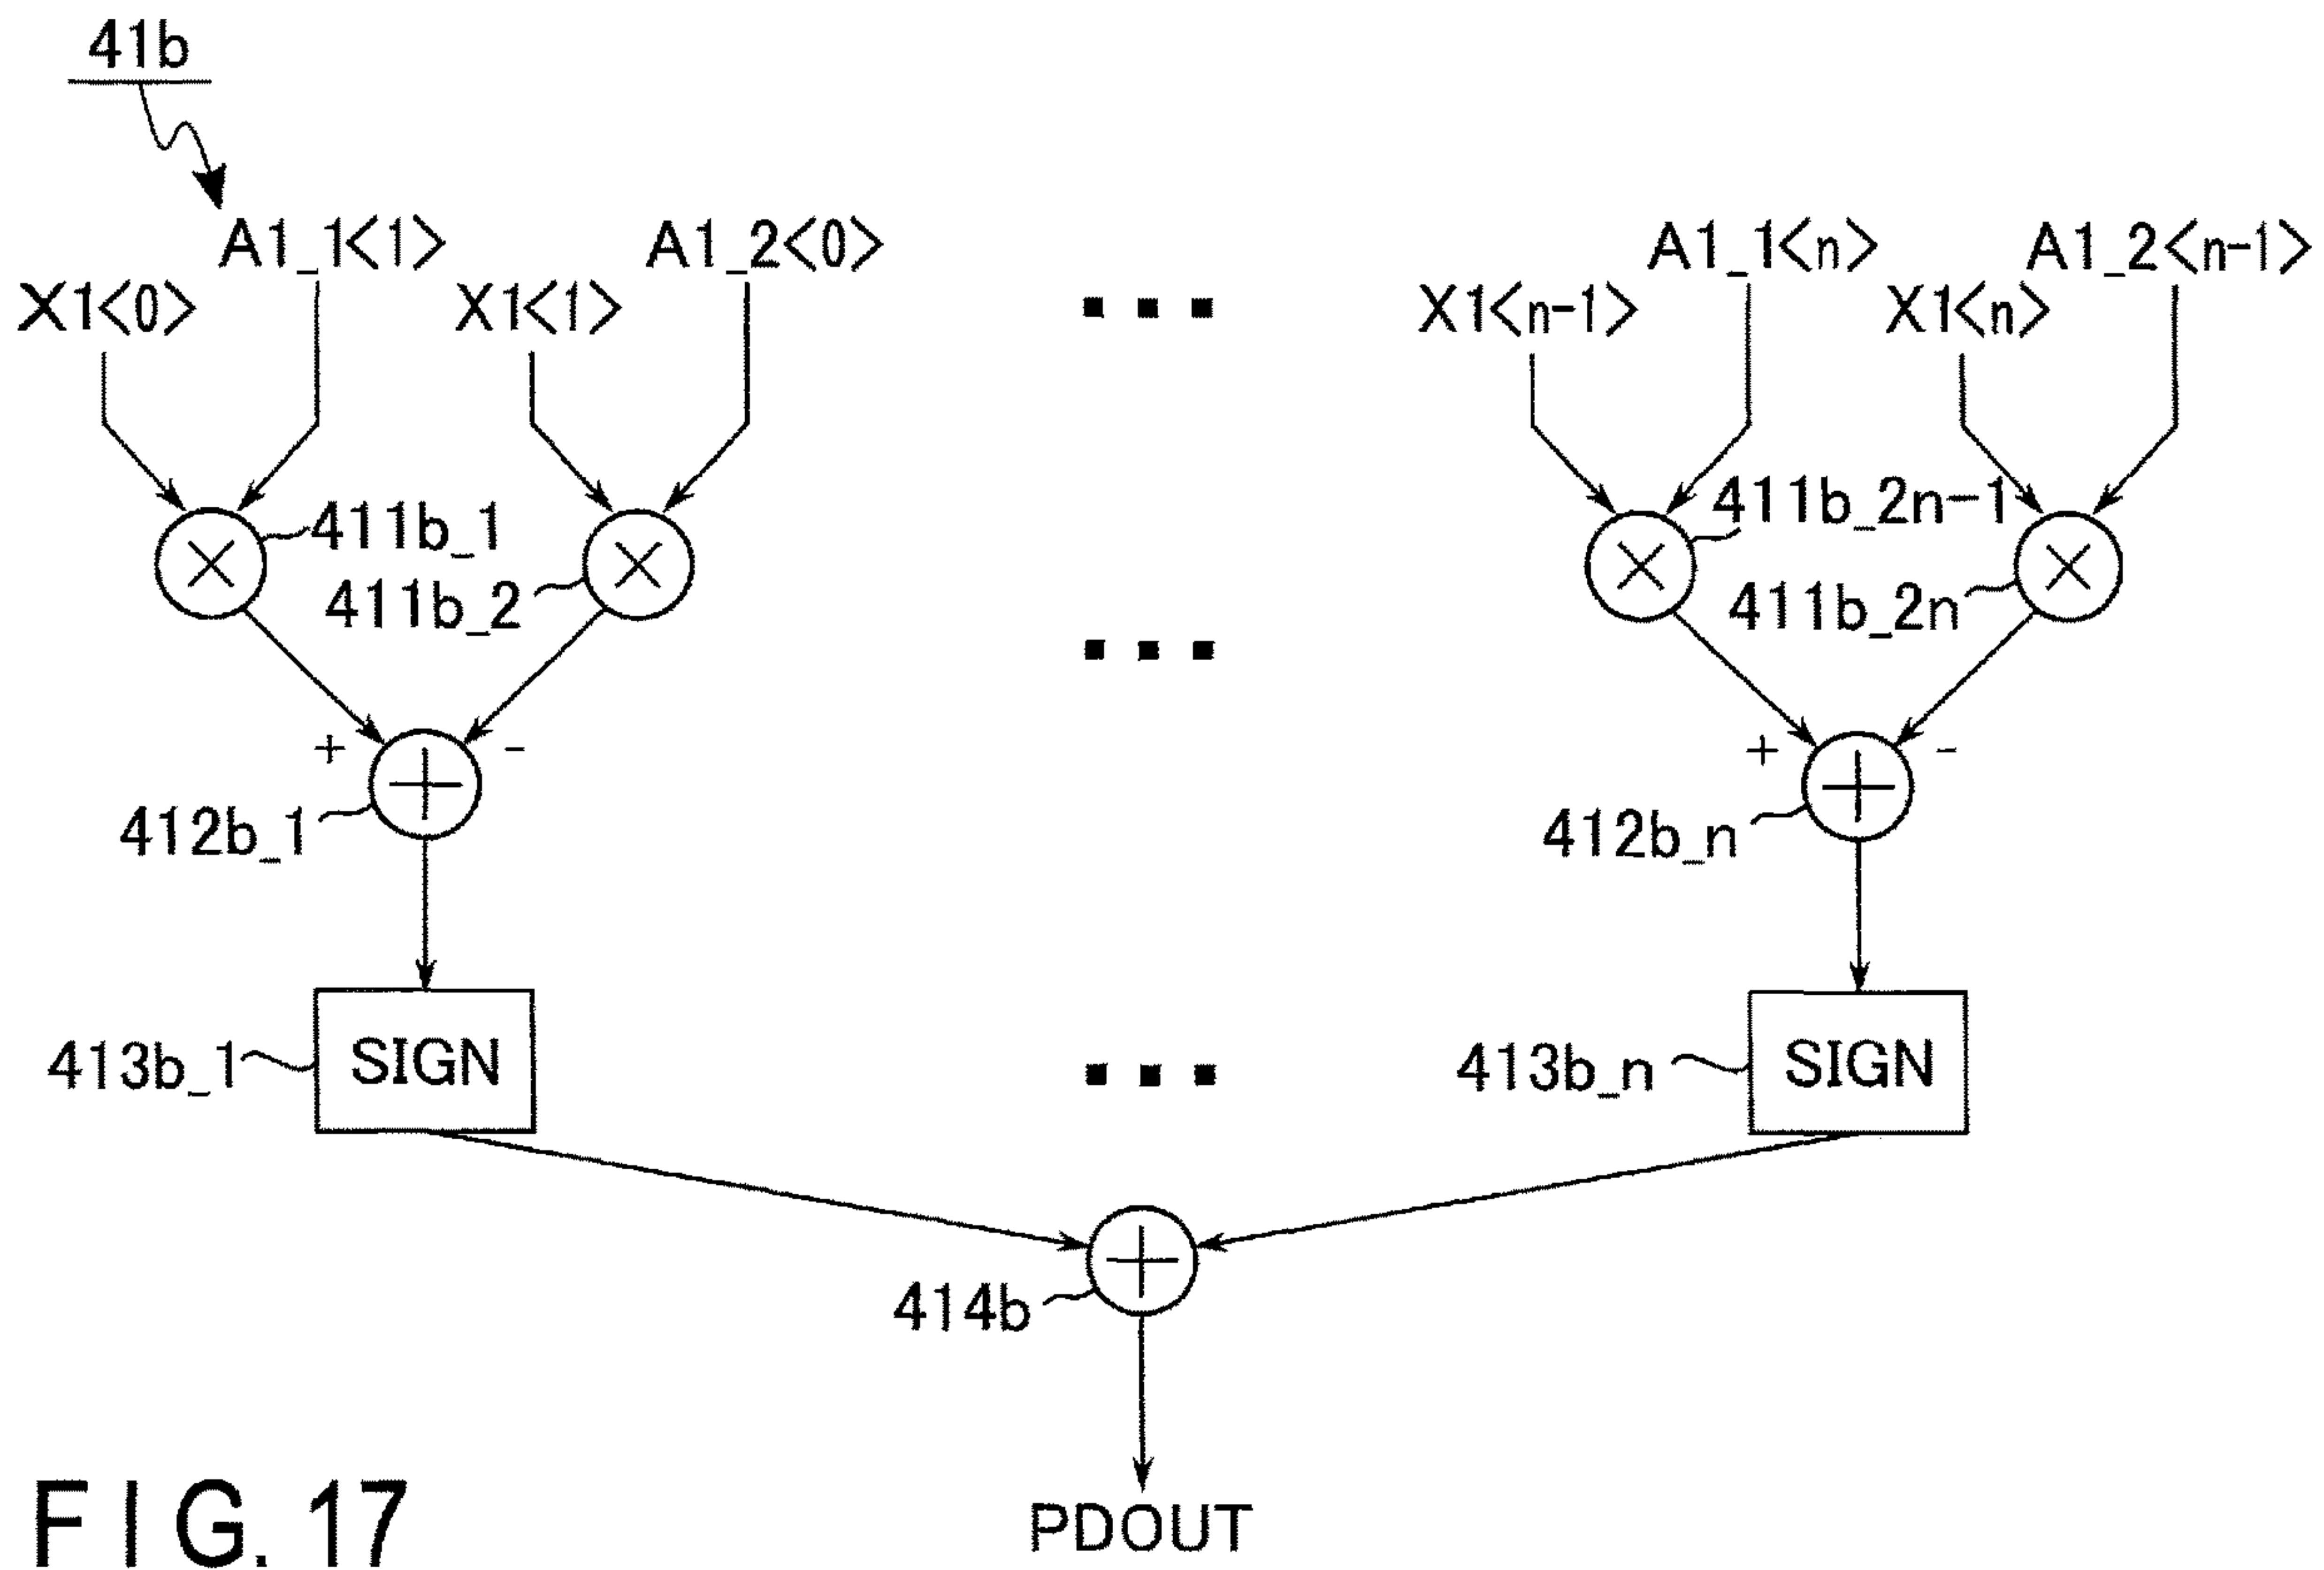 41b
A1_1<1> A1_2<0> A1_1<n> A1_2<n-1>
X1<0> X1<1> ... X1<n-1> X1<n>
411b_1 411b_2n-1
411b_2 ... 411b_2n
+ - + -
412b_1 412b_n
413b_1 SIGN ... 413b_n SIGN
414b
PDOUT
FIG. 17